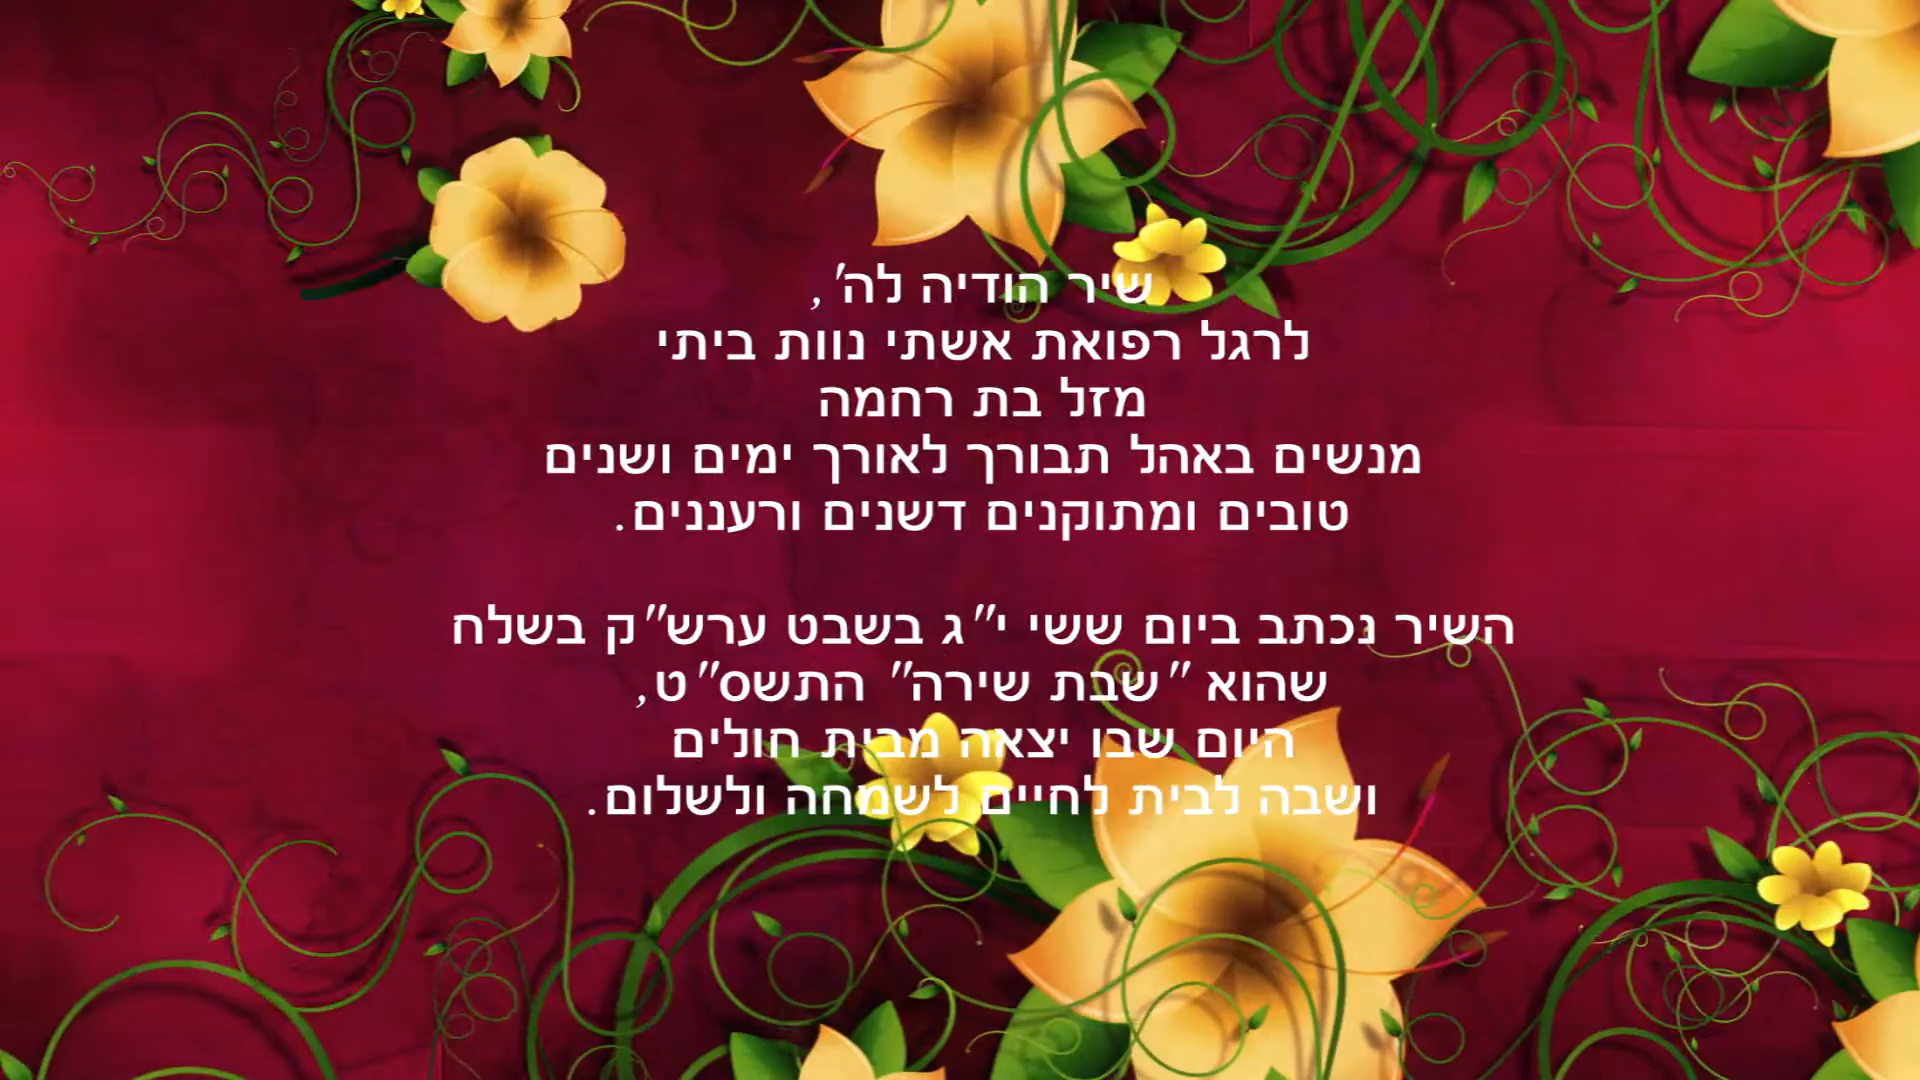 שיר הודיה לה',
לרגל רפואת אשתי נוות ביתי
מזל בת רחמה
מנשים באהל תבורך לאורך ימים ושנים
טובים ומתוקנים דשנים ורעננים.
השיר נכתב ביום ששי י"ג בשבט ערש"ק בשלח
שהוא "שבת שירה" התשס"ט,
היום שבו יצאה מבית חולים
ושבה לבית לחיים לשמחה ולשלום.